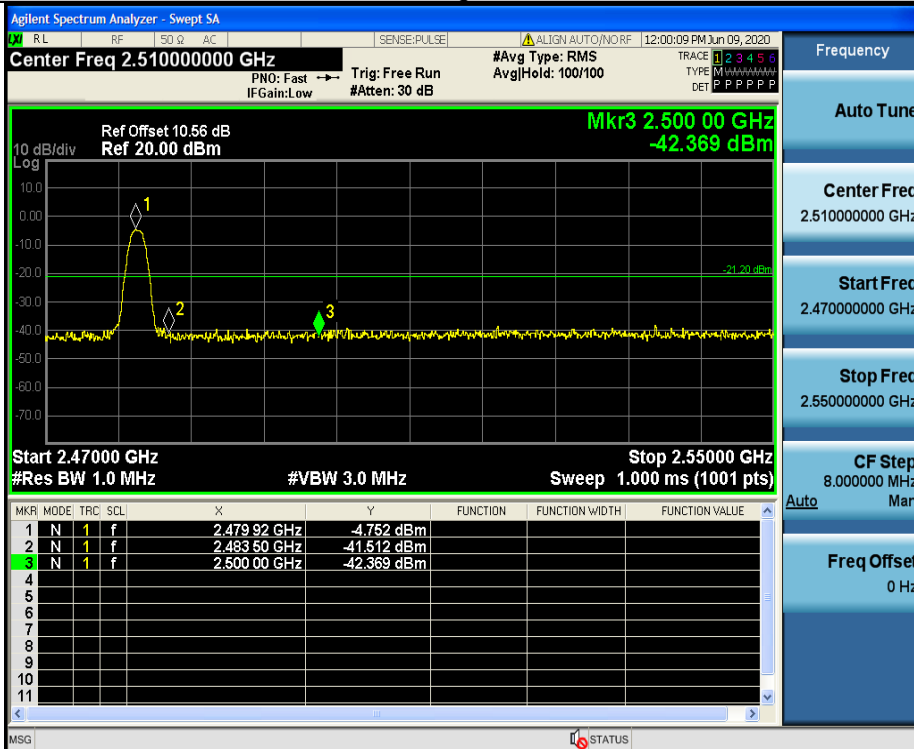 Agilent Spectrum Analyzer - Swept SA
LXI RL RF 50 Ω AC SENSE:PULSE ALIGN AUTO/NO RF 12:00:09 PM Jun 09, 2020
Center Freq 2.510000000 GHz
PNO: Fast
IFGain:Low
Trig: Free Run
#Atten: 30 dB
#Avg Type: RMS
Avg|Hold: 100/100
TRACE 1 2 3 4 5 6
TYPE M
DET P P P P P P
Mkr3 2.500 00 GHz
-42.369 dBm
Ref Offset 10.56 dB
10 dB/div Ref 20.00 dBm
Log
10.0
0.00
-10.0
-20.0
-30.0
-40.0
-50.0
-60.0
-70.0
1
2
3
-21.20 dBm
Start 2.47000 GHz Stop 2.55000 GHz
#Res BW 1.0 MHz #VBW 3.0 MHz Sweep 1.000 ms (1001 pts)
MKR MODE TRC SCL X Y FUNCTION FUNCTION WIDTH FUNCTION VALUE
1 N 1 f 2.479 92 GHz -4.752 dBm
2 N 1 f 2.483 50 GHz -41.512 dBm
3 N 1 f 2.500 00 GHz -42.369 dBm
4
5
6
7
8
9
10
11
MSG STATUS
Frequency
Auto Tune
Center Freq
2.510000000 GHz
Start Freq
2.470000000 GHz
Stop Freq
2.550000000 GHz
CF Step
8.000000 MHz
Auto Man
Freq Offset
0 Hz